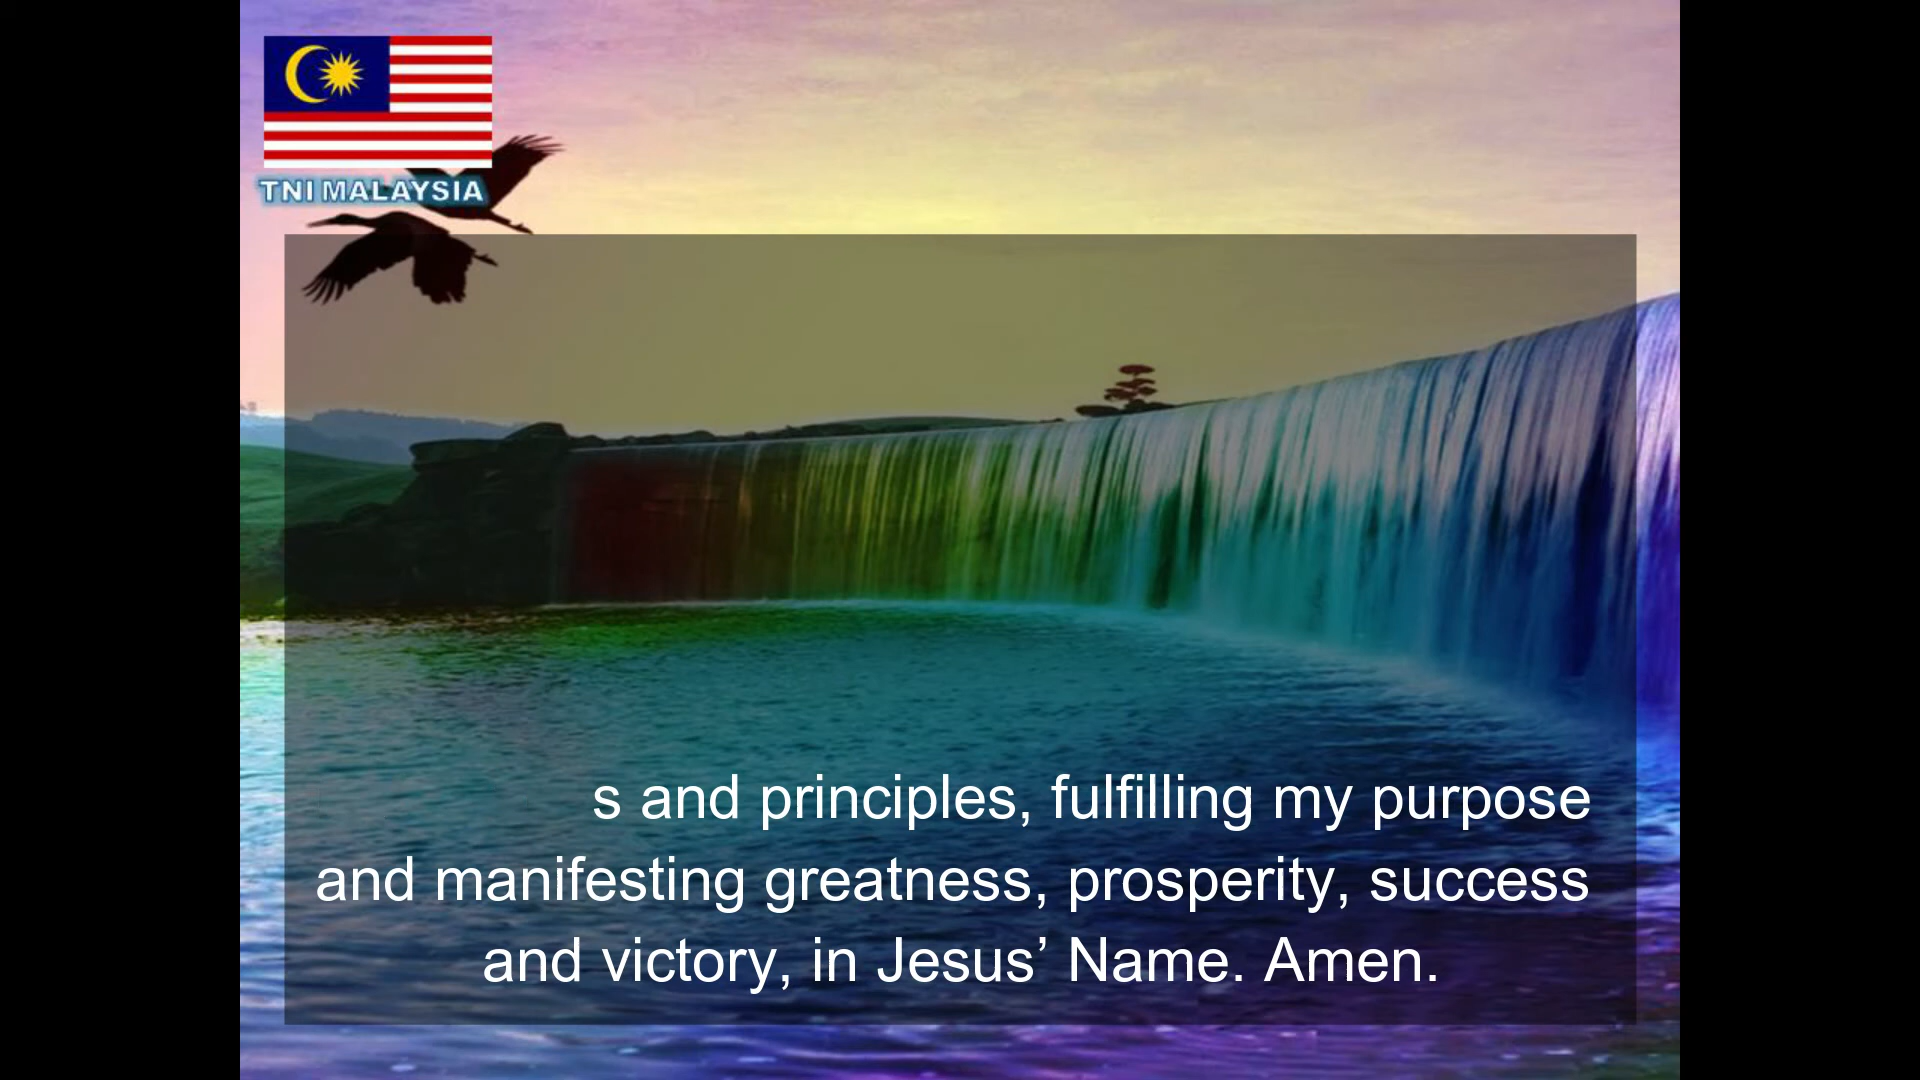 TNI MALAYSIA
s and principles, fulfilling my purpose
and manifesting greatness, prosperity, success
and victory, in Jesus’ Name. Amen.